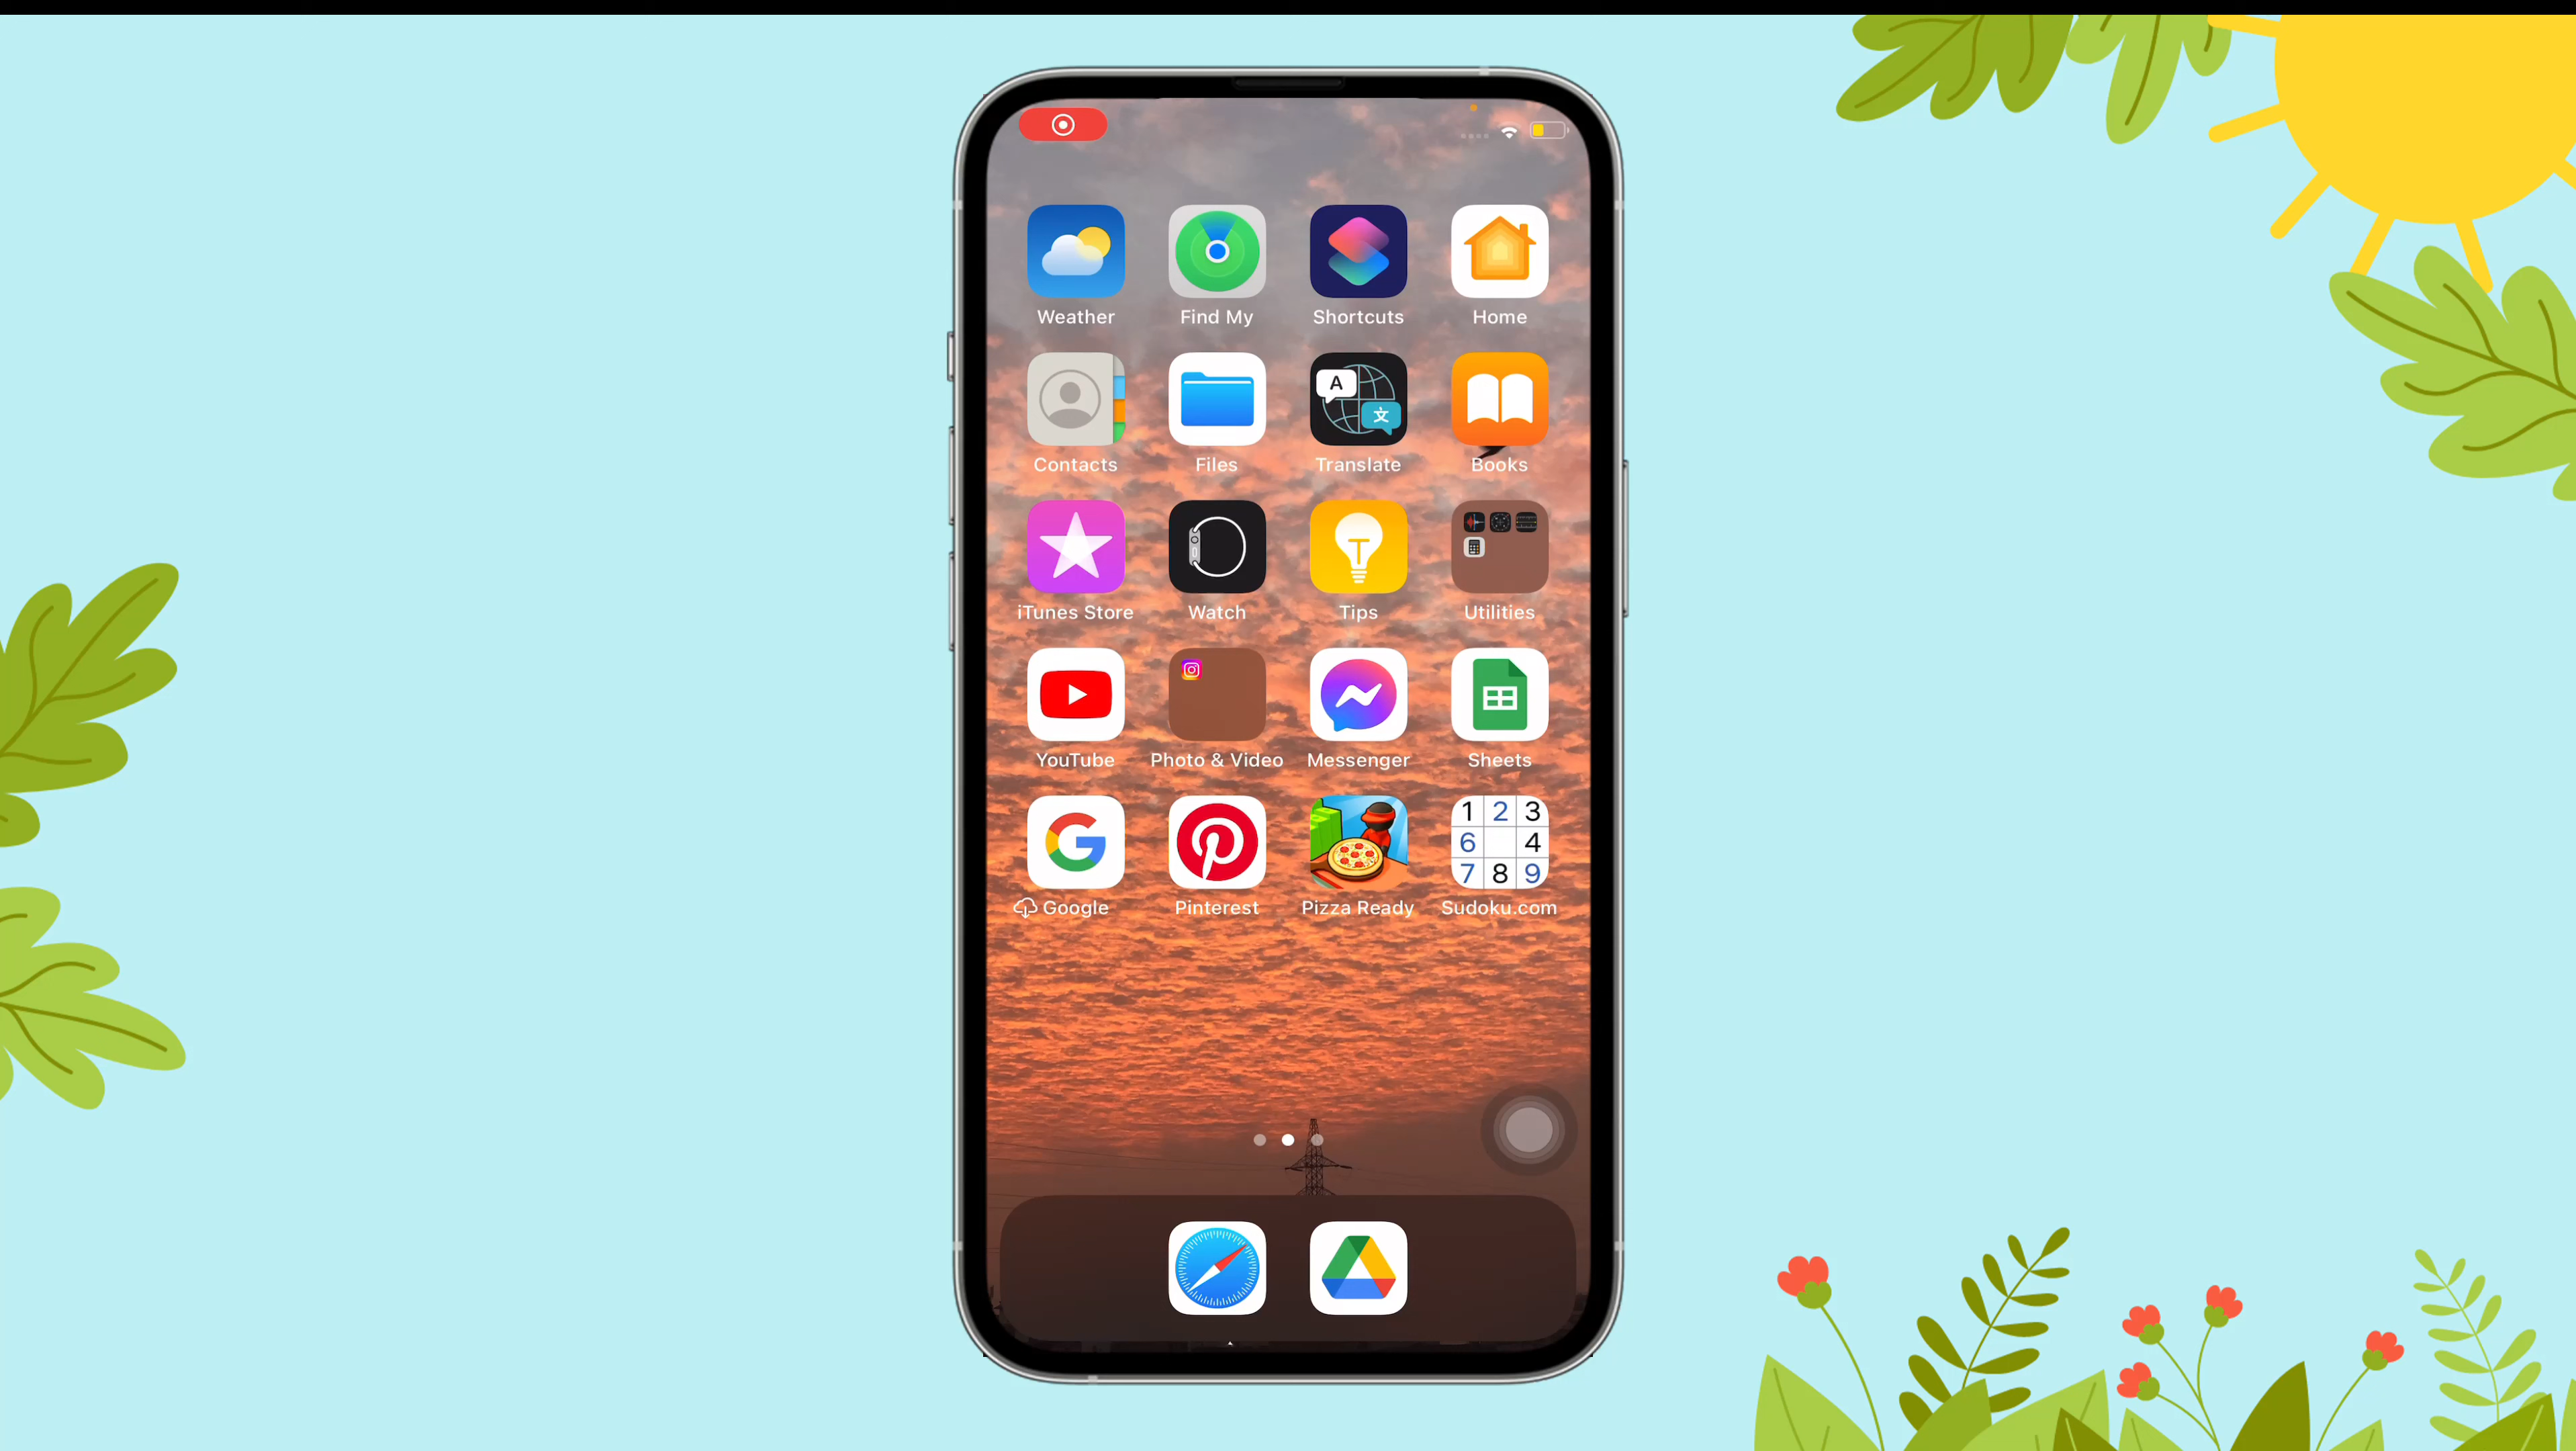 Weather Find My Shortcuts Home
A 文
Contacts Files Translate Books
iTunes Store Watch Tips Utilities
YouTube Photo & Video Messenger Sheets
1 2 3
6 4
7 8 9
Google Pinterest Pizza Ready Sudoku.com